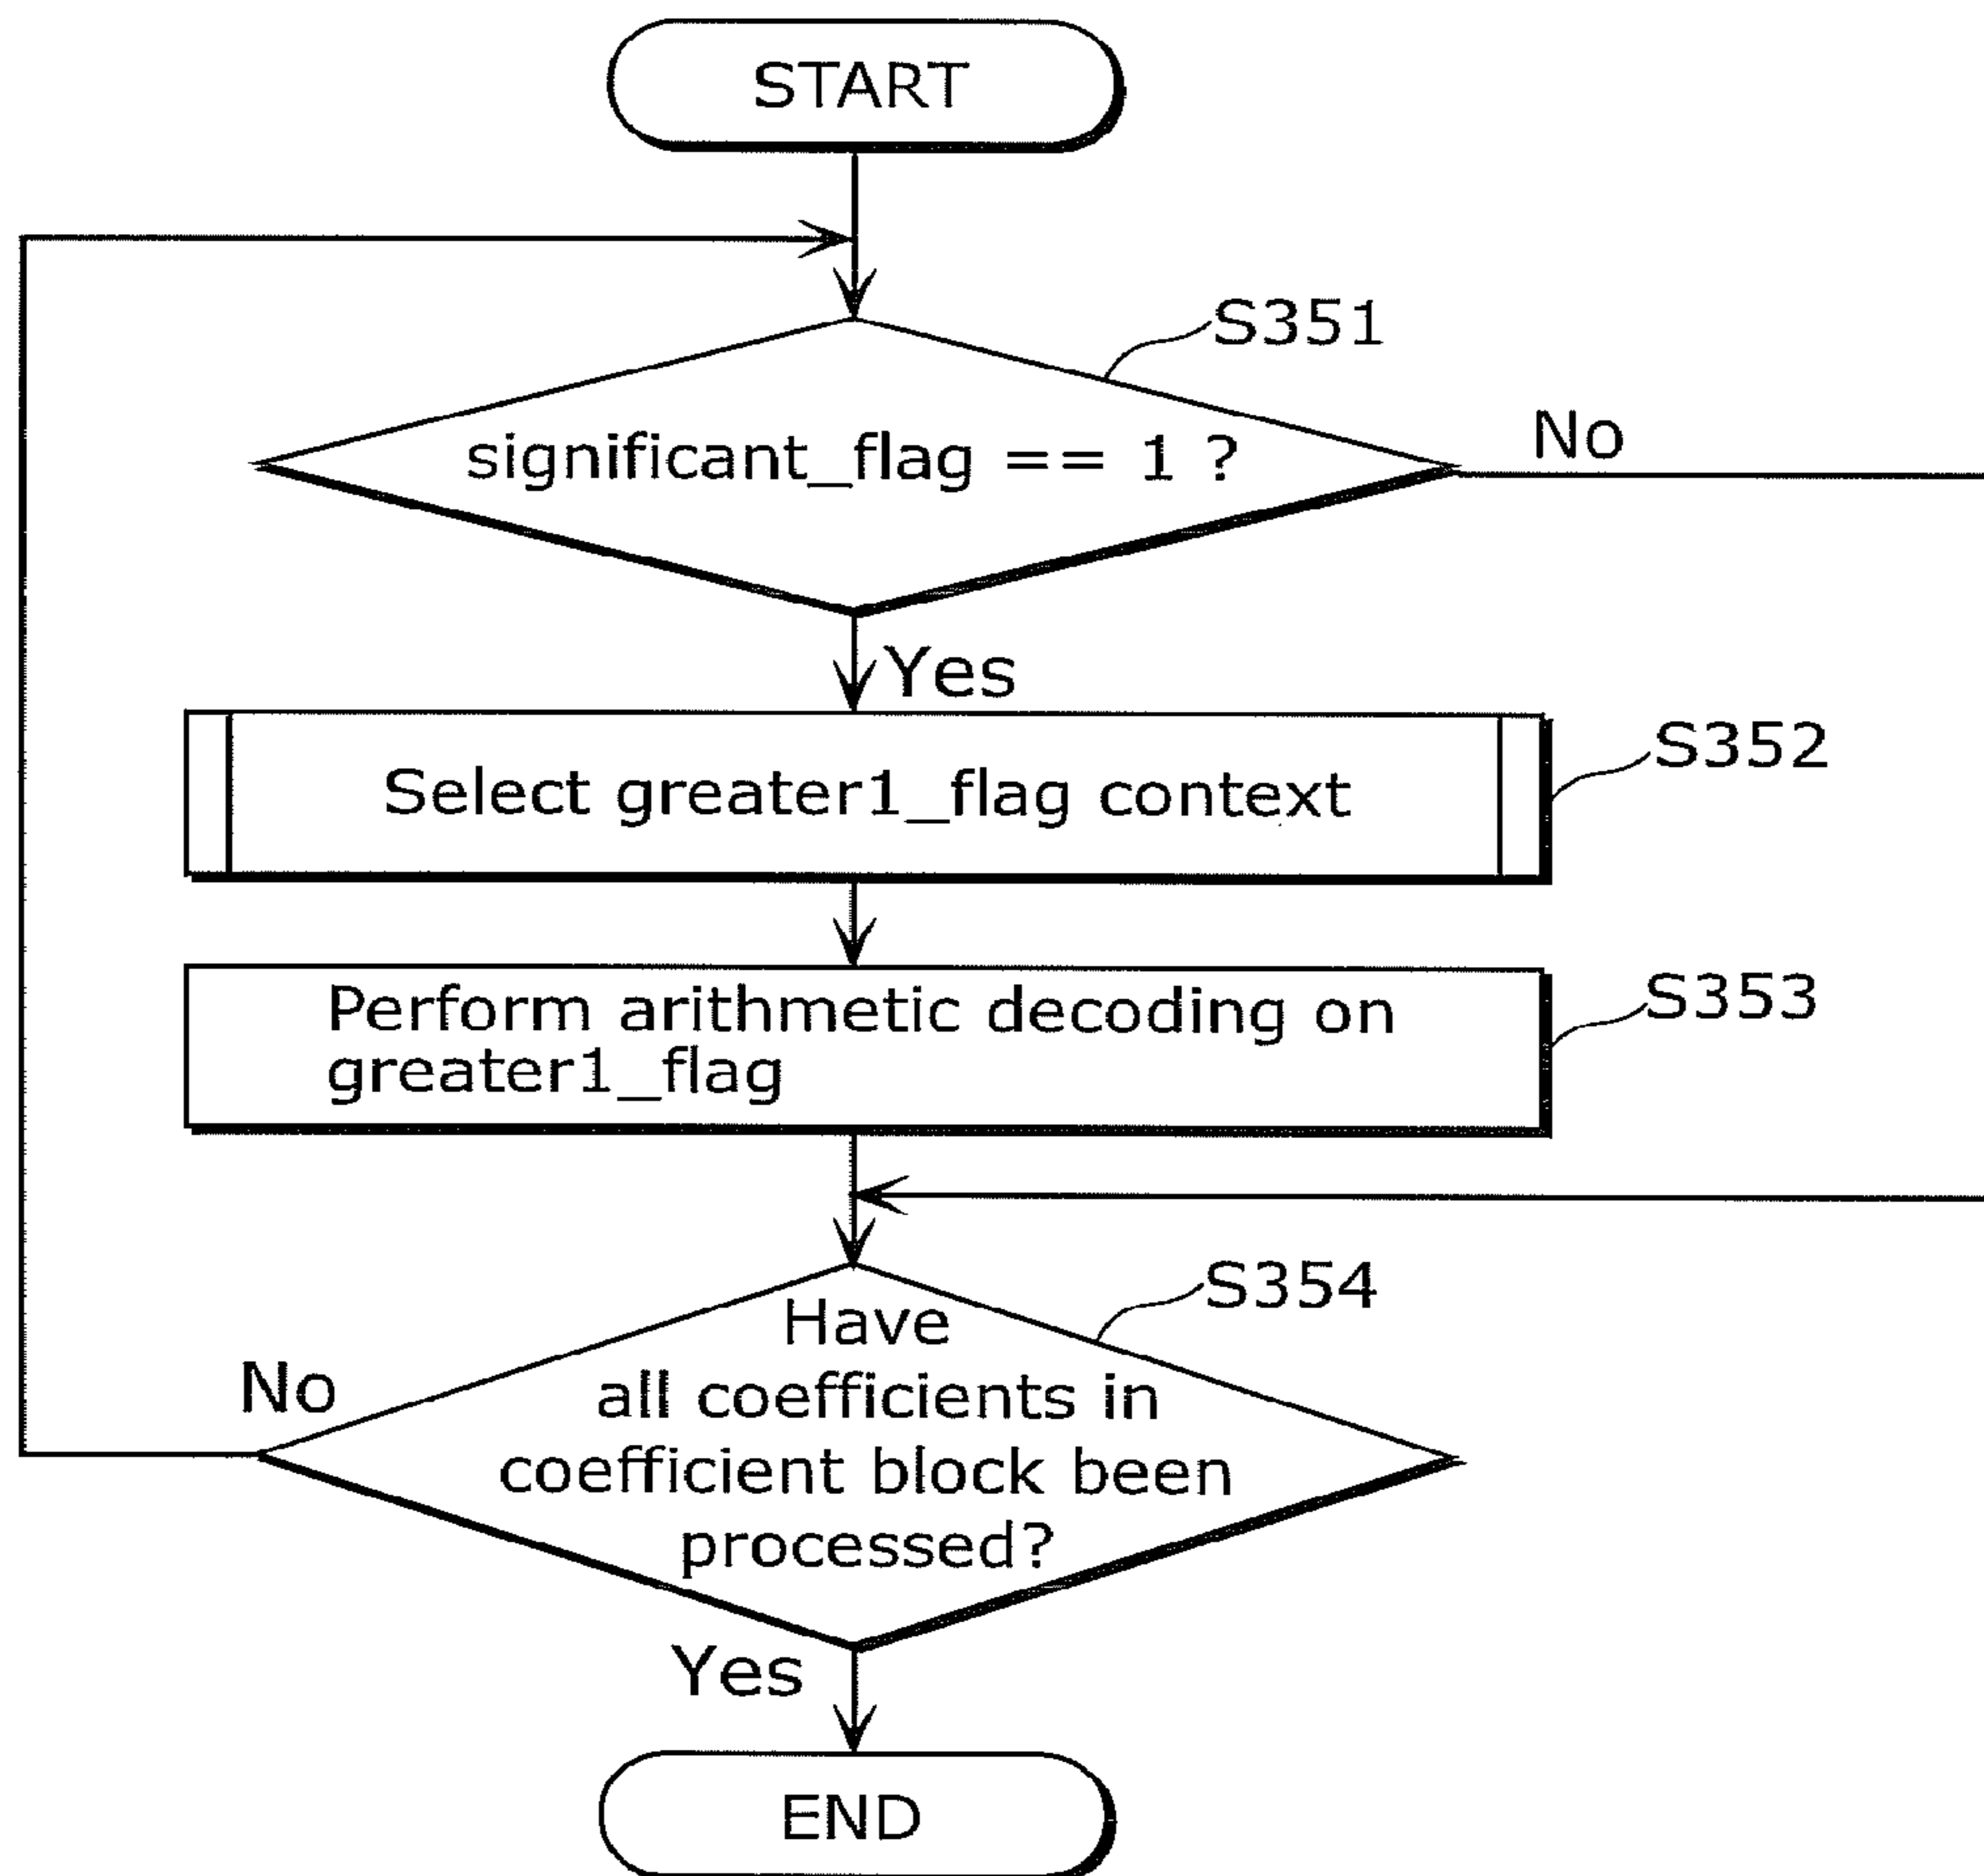 START
S351
significant_flag == 1 ?
No
Yes
S352
Select greater1_flag context
S353
Perform arithmetic decoding on
greater1_flag
S354
Have
all coefficients in
coefficient block been
processed?
No
Yes
END